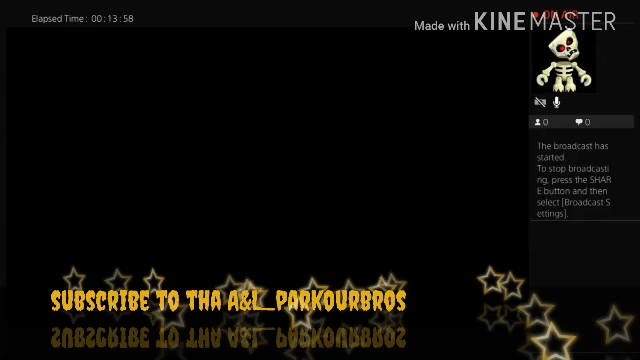 Elapsed Time : 00:13:58
Made with KINEMASTER
0 0
The broadcast has
started.
To stop broadcasti
ng, press the SHAR
E button and then
select [Broadcast S
ettings].
SUBSCRIBE TO THA A&L_PARKOURBROS